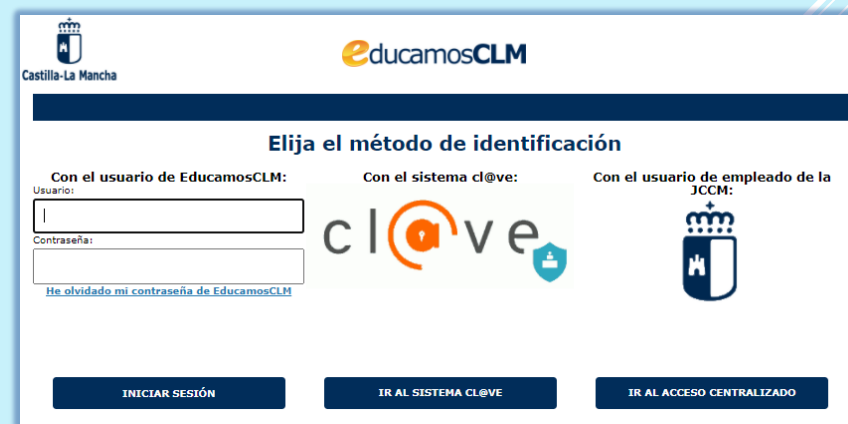 Castilla-La Mancha
educamosCLM
Elija el método de identificación
Con el usuario de EducamosCLM:
Usuario:
Contraseña:
He olvidado mi contraseña de EducamosCLM
INICIAR SESIÓN
Con el sistema cl@ve:
cl@ve
IR AL SISTEMA CL@VE
Con el usuario de empleado de la
JCCM:
IR AL ACCESO CENTRALIZADO